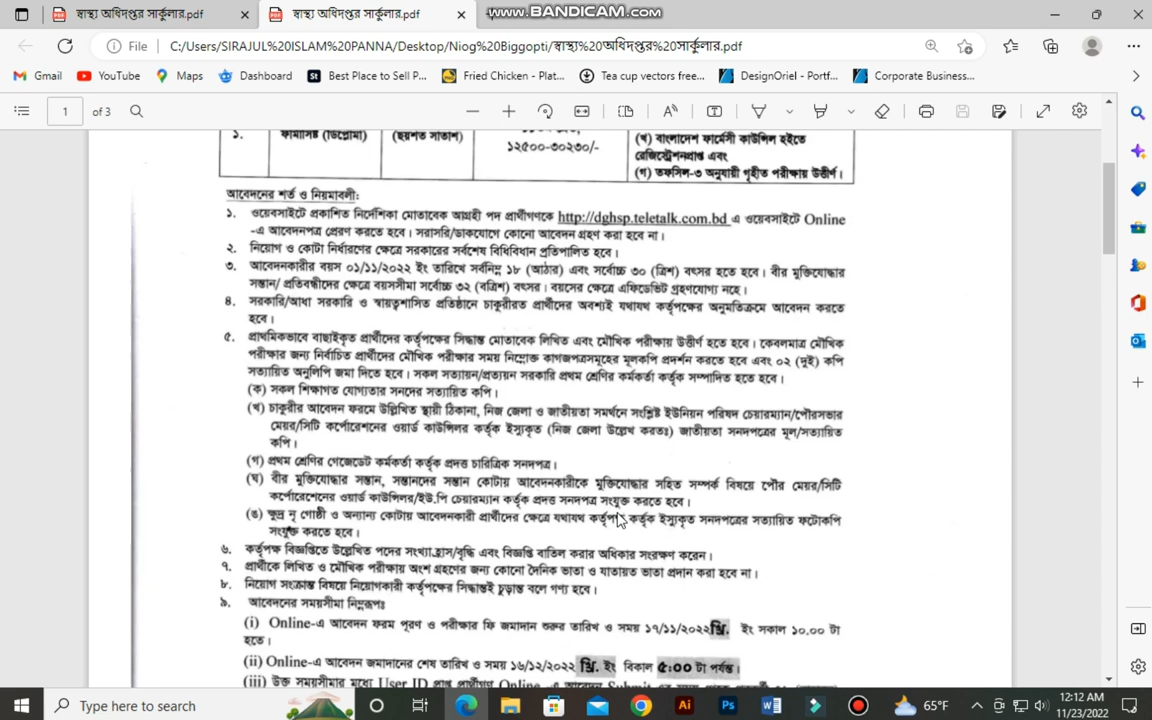 স্বাস্থ্য অধিদপ্তর সার্কুলার.pdf
স্বাস্থ্য অধিদপ্তর সার্কুলার.pdf
www.BANDICAM.com
File C:/Users/SIRAJUL%20ISLAM%20PANNA/Desktop/Niog%20Biggopti/স্বাস্থ্য%20অধিদপ্তর%20সার্কুলার.pdf
Gmail YouTube Maps Dashboard Best Place to Sell P... Fried Chicken - Plat... Tea cup vectors free... DesignOriel - Portf... Corporate Business...
1 of 3
১. ফার্মাসিষ্ট (ডিপ্লোমা) (ছয়শত সাতাশ) ১২৫০০-৩০২৩০/- (খ) বাংলাদেশ ফার্মেসী কাউন্সিল হইতে
রেজিস্ট্রেশনপ্রাপ্ত এবং
(গ) তফসিল-৩ অনুযায়ী গৃহীত পরীক্ষায় উত্তীর্ণ।
আবেদনের শর্ত ও নিয়মাবলী:
১. ওয়েবসাইটে প্রকাশিত নির্দেশিকা মোতাবেক আগ্রহী পদ প্রার্থীগণকে http://dghsp.teletalk.com.bd এ ওয়েবসাইটে Online
-এ আবেদনপত্র প্রেরণ করতে হবে। সরাসরি/ডাকযোগে কোনো আবেদন গ্রহণ করা হবে না।
২. নিয়োগ ও কোটা নির্ধারণের ক্ষেত্রে সরকারের সর্বশেষ বিধিবিধান প্রতিপালিত হবে।
৩. আবেদনকারীর বয়স ০১/১১/২০২২ ইং তারিখে সর্বনিম্ন ১৮ (আঠার) এবং সর্বোচ্চ ৩০ (ত্রিশ) বৎসর হতে হবে। বীর মুক্তিযোদ্ধার
সন্তান/ প্রতিবন্ধীদের ক্ষেত্রে বয়সসীমা সর্বোচ্চ ৩২ (বত্রিশ) বৎসর। বয়সের ক্ষেত্রে এফিডেভিট গ্রহণযোগ্য নহে।
৪. সরকারি/আধা সরকারি ও স্বায়ত্বশাসিত প্রতিষ্ঠানে চাকুরীরত প্রার্থীদের অবশ্যই যথাযথ কর্তৃপক্ষের অনুমতিক্রমে আবেদন করতে
হবে।
৫. প্রাথমিকভাবে বাছাইকৃত প্রার্থীদের কর্তৃপক্ষের সিদ্ধান্ত মোতাবেক লিখিত এবং মৌখিক পরীক্ষায় উত্তীর্ণ হতে হবে। কেবলমাত্র মৌখিক
পরীক্ষার জন্য নির্বাচিত প্রার্থীদের মৌখিক পরীক্ষার সময় নিম্নোক্ত কাগজপত্রসমূহের মূলকপি প্রদর্শন করতে হবে এবং ০২ (দুই) কপি
সত্যায়িত অনুলিপি জমা দিতে হবে। সকল সত্যায়ন/প্রত্যয়ন সরকারি প্রথম শ্রেণির কর্মকর্তা কর্তৃক সম্পাদিত হতে হবে।
(ক) সকল শিক্ষাগত যোগ্যতার সনদের সত্যায়িত কপি।
(খ) চাকুরীর আবেদন ফরমে উল্লিখিত স্থায়ী ঠিকানা, নিজ জেলা ও জাতীয়তা সমর্থনে সংশ্লিষ্ট ইউনিয়ন পরিষদ চেয়ারম্যান/পৌরসভার
মেয়র/সিটি কর্পোরেশনের ওয়ার্ড কাউন্সিলর কর্তৃক ইস্যুকৃত (নিজ জেলা উল্লেখ করতঃ) জাতীয়তা সনদপত্রের মূল/সত্যায়িত
কপি।
(গ) প্রথম শ্রেণির গেজেডেট কর্মকর্তা কর্তৃক প্রদত্ত চারিত্রিক সনদপত্র।
(ঘ) বীর মুক্তিযোদ্ধার সন্তান, সন্তানদের সন্তান কোটায় আবেদনকারীকে মুক্তিযোদ্ধার সহিত সম্পর্ক বিষয়ে পৌর মেয়র/সিটি
কর্পোরেশনের ওয়ার্ড কাউন্সিলার/ইউ.পি চেয়ারম্যান কর্তৃক প্রদত্ত সনদপত্র সংযুক্ত করতে হবে।
(ঙ) ক্ষুদ্র নৃ গোষ্ঠী ও অন্যান্য কোটায় আবেদনকারী প্রার্থীদের ক্ষেত্রে যথাযথ কর্তৃপক্ষ কর্তৃক ইস্যুকৃত সনদপত্রের সত্যায়িত ফটোকপি
সংযুক্ত করতে হবে।
৬. কর্তৃপক্ষ বিজ্ঞপ্তিতে উল্লেখিত পদের সংখ্যা হ্রাস/বৃদ্ধি এবং বিজ্ঞপ্তি বাতিল করার অধিকার সংরক্ষণ করেন।
৭. প্রার্থীকে লিখিত ও মৌখিক পরীক্ষায় অংশ গ্রহণের জন্য কোনো দৈনিক ভাতা ও যাতায়ত ভাতা প্রদান করা হবে না।
৮. নিয়োগ সংক্রান্ত বিষয়ে নিয়োগকারী কর্তৃপক্ষের সিদ্ধান্তই চুড়ান্ত বলে গণ্য হবে।
৯. আবেদনের সময়সীমা নিম্নরূপঃ
(i) Online-এ আবেদন ফরম পূরণ ও পরীক্ষার ফি জমাদান শুরুর তারিখ ও সময় ১৭/১১/২০২২খ্রি. ইং সকাল ১০.০০ টা
হতে।
(ii) Online-এ আবেদন জমাদানের শেষ তারিখ ও সময় ১৬/১২/২০২২ খ্রি. ইং বিকাল ৫:০০ টা পর্যন্ত।
(iii) উক্ত সময়সীমার মধ্যে User ID প্রাপ্ত প্রার্থীগণ Online -এ আবেদন Submit
Type here to search
65°F
12:12 AM
11/23/2022